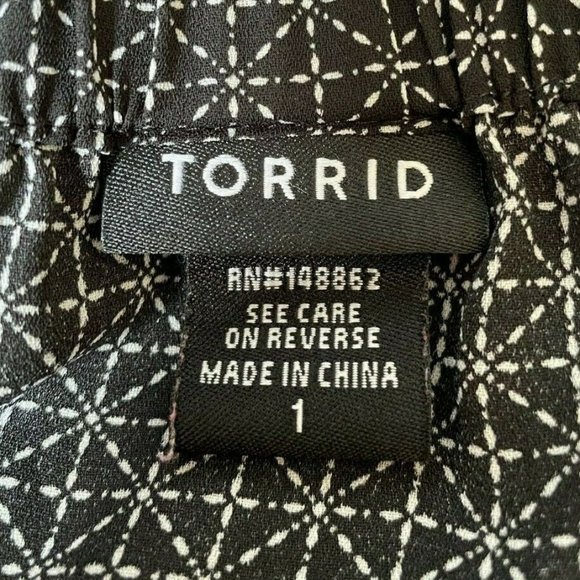 TORRID
RN#148862
SEE CARE
ON REVERSE
MADE IN CHINA
1